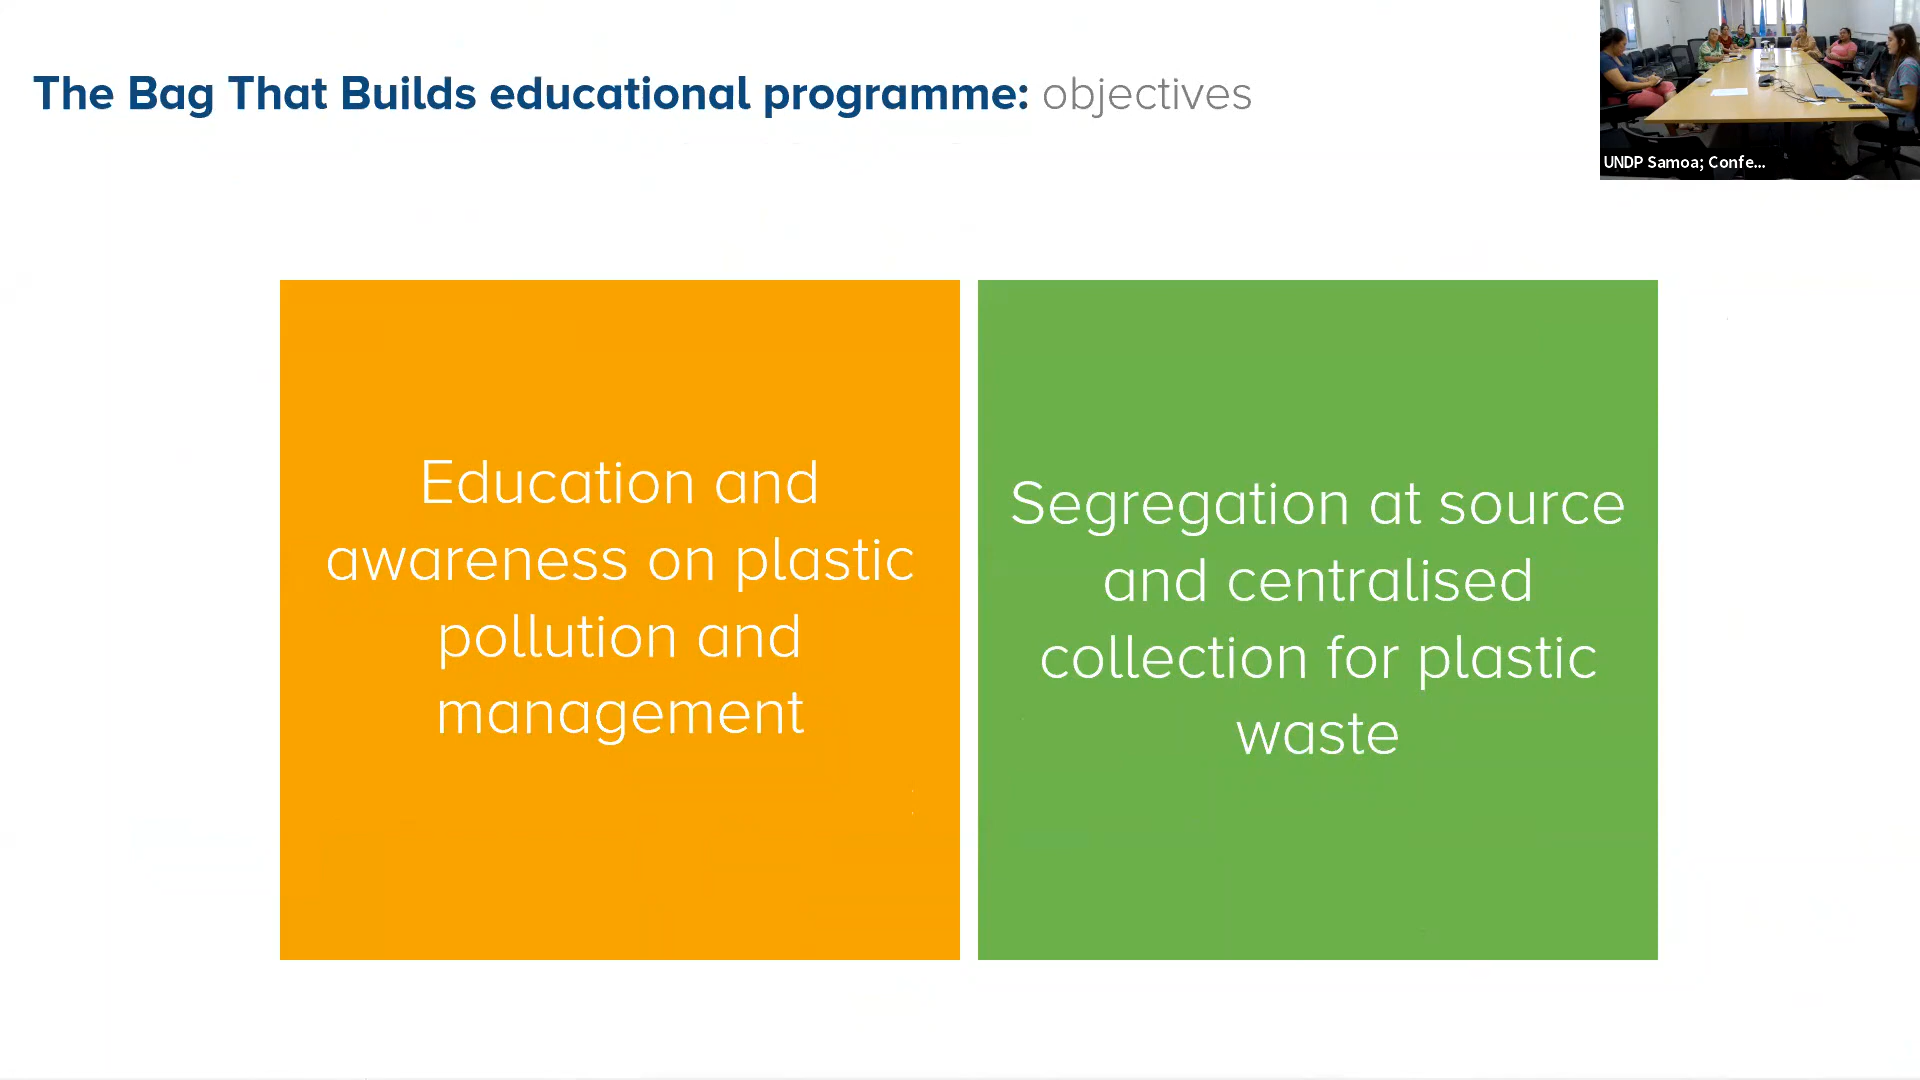 The Bag That Builds educational programme: objectives
UNDP Samoa; Confe...
Education and
awareness on plastic
pollution and
management
Segregation at source
and centralised
collection for plastic
waste